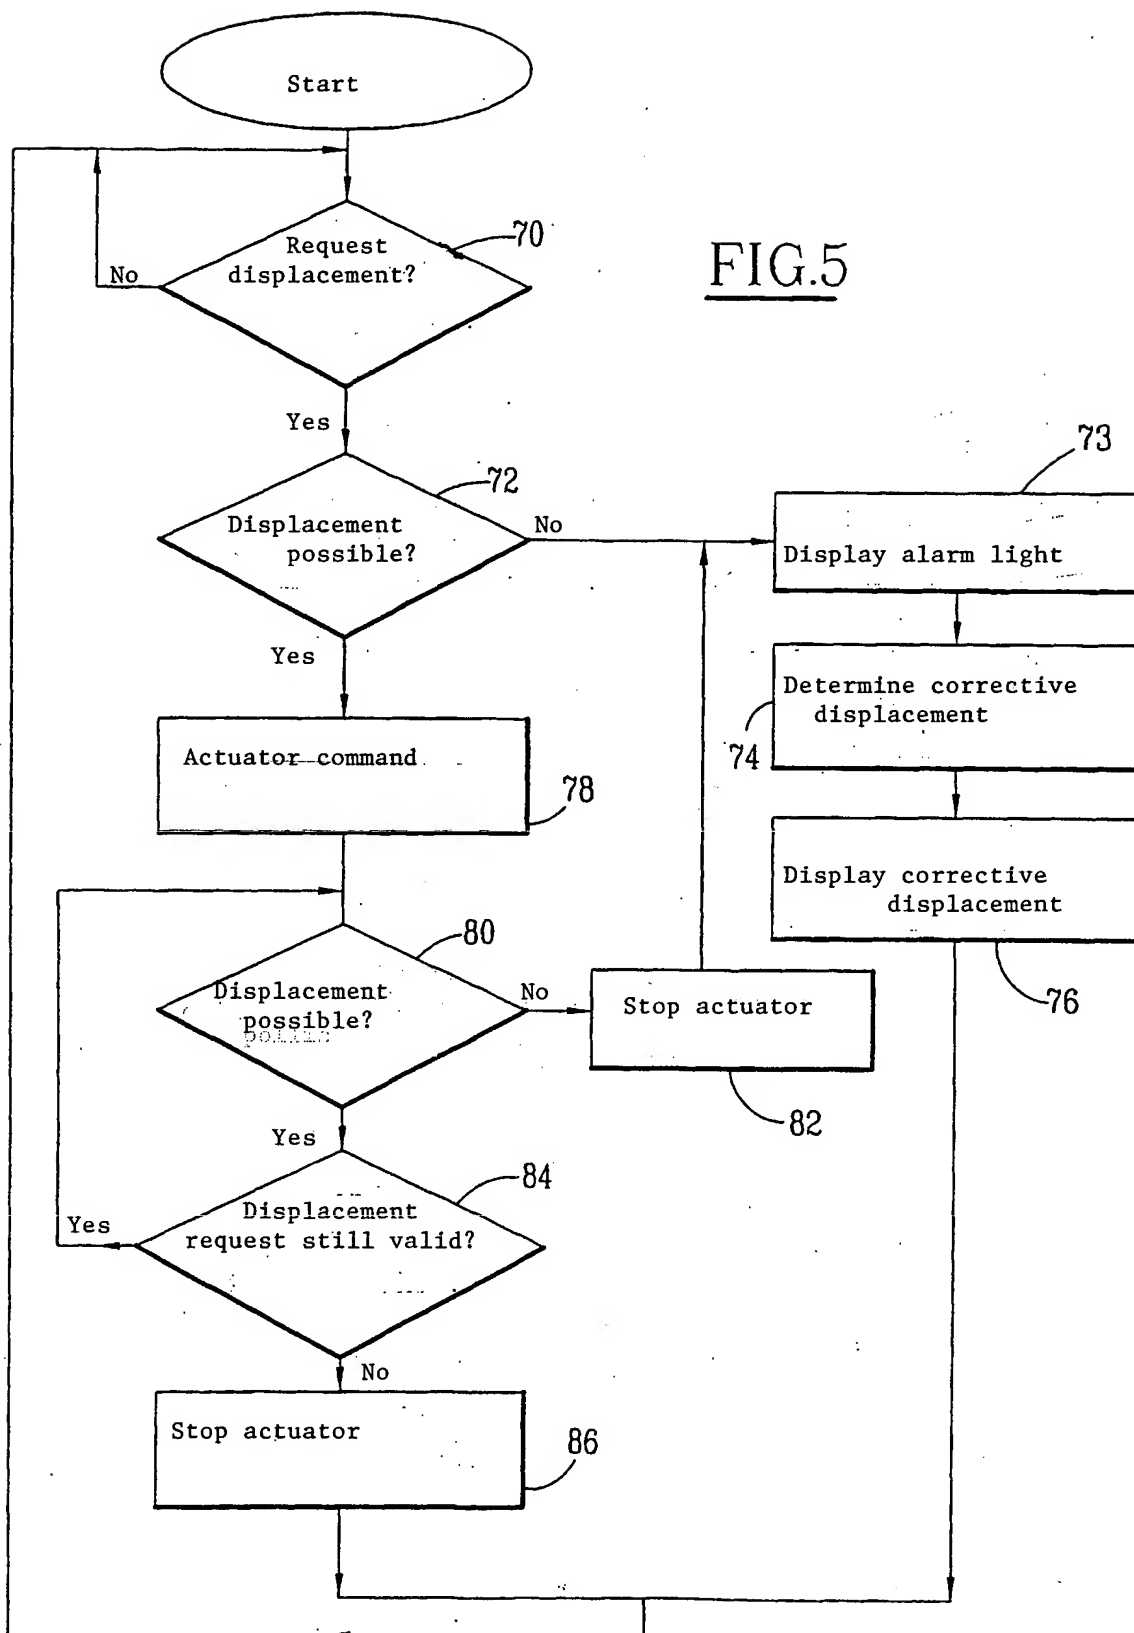 Start
Request
displacement?
70
No
FIG.5
Yes
72
Displacement
possible?
No
73
Display alarm light
Yes
Determine corrective
displacement
74
Actuator command
78
Display corrective
displacement
76
80
Displacement
possible?
No
Stop actuator
82
Yes
84
Displacement
request still valid?
Yes
No
Stop actuator
86